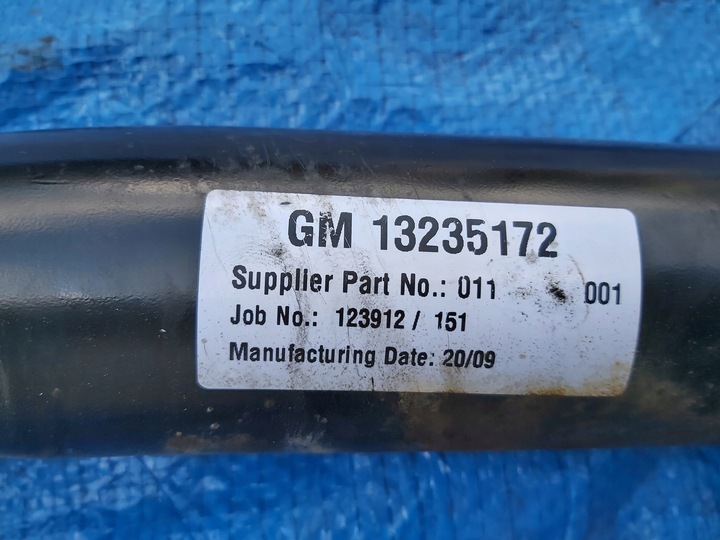 GM 13235172
Supplier Part No.: 011 001
Job No.: 123912 / 151
Manufacturing Date: 20/09